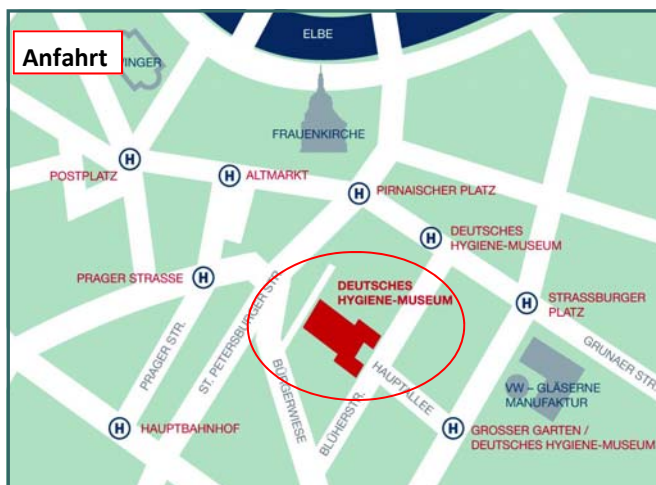 ELBE
Anfahrt
FRAUENKIRCHE
POSTPLATZ
H
H
ALTMARKT
H
PIRNAISCHER PLATZ
H
DEUTSCHES
HYGIENE-MUSEUM
PRAGER STRASSE
H
DEUTSCHES
HYGIENE-MUSEUM
H
STRASSBURGER
PLATZ
PRAGER STR.
ST. PETERSBURGER STR.
BÜRGERWIESE
BLÜHERSTR.
HAUPTALLEE
GRUNAER STR.
VW – GLÄSERNE
MANUFAKTUR
H
HAUPTBAHNHOF
H
GROSSER GARTEN /
DEUTSCHES HYGIENE-MUSEUM